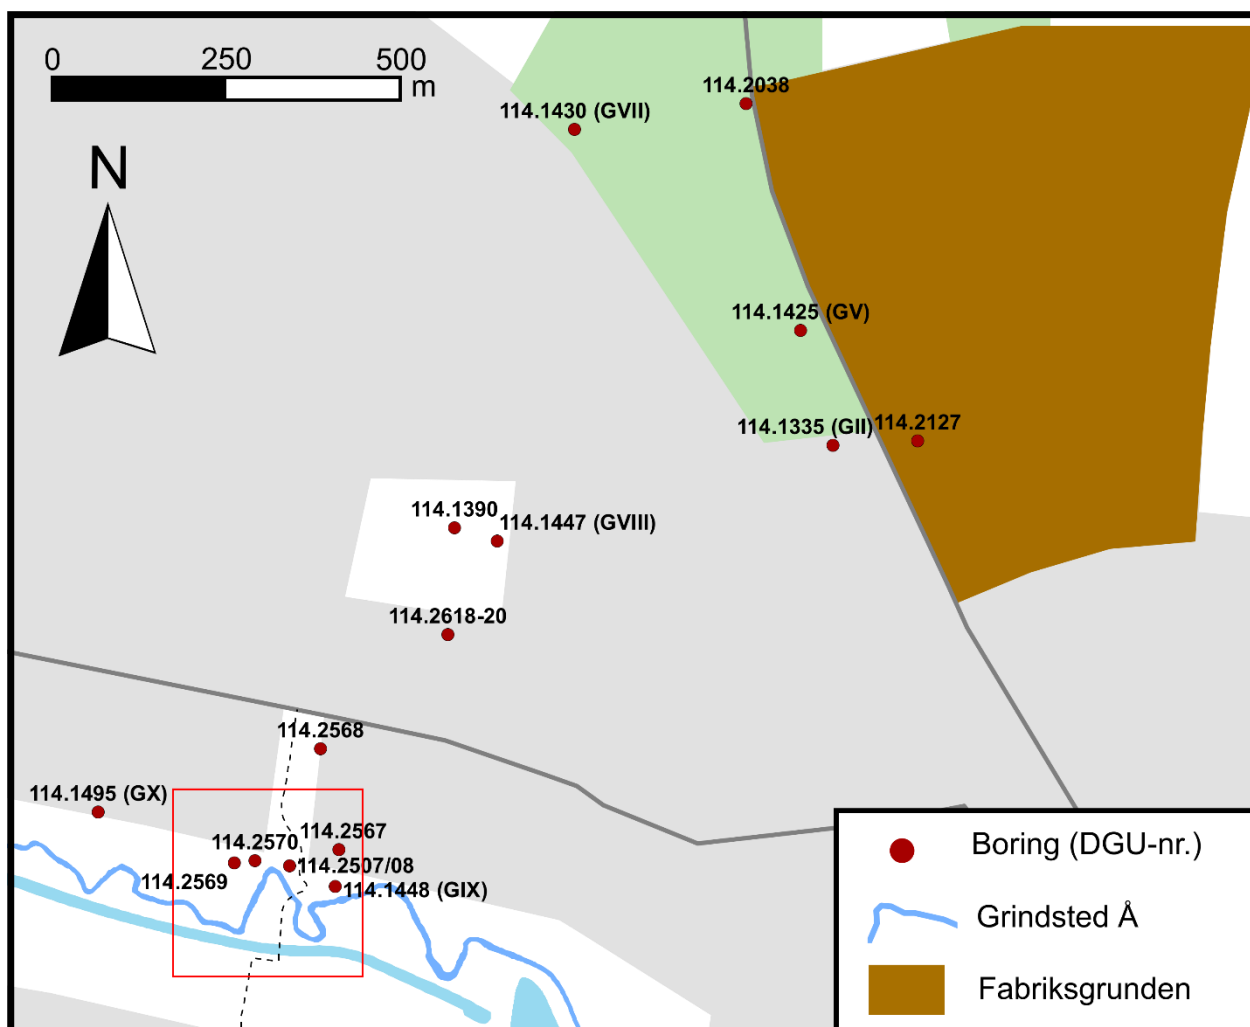 0 250 500
m
N
114.2038
114.1430 (GVII)
114.1425 (GV)
114.1335 (GII)
114.2127
114.1390
114.1447 (GVIII)
114.2618-20
114.2568
114.1495 (GX)
114.2567
114.2570
114.2507/08
114.2569
114.1448 (GIX)
Boring (DGU-nr.)
Grindsted Å
Fabriksgrunden